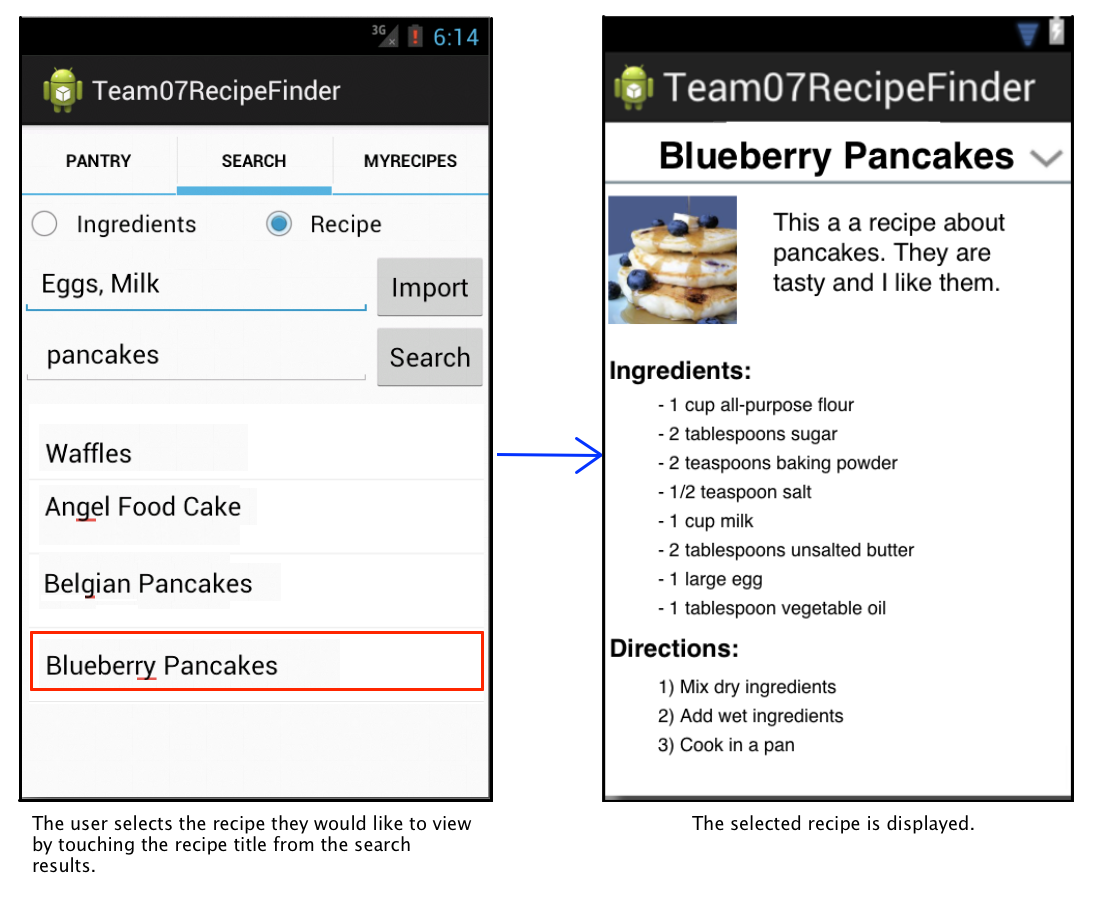 3G
6:14
Team07RecipeFinder
PANTRY SEARCH MYRECIPES
Ingredients Recipe
Eggs, Milk Import
pancakes Search
Waffles
Angel Food Cake
Belgian Pancakes
Blueberry Pancakes
The user selects the recipe they would like to view
by touching the recipe title from the search
results.
Team07RecipeFinder
Blueberry Pancakes
This a a recipe about
pancakes. They are
tasty and I like them.
Ingredients:
- 1 cup all-purpose flour
- 2 tablespoons sugar
- 2 teaspoons baking powder
- 1/2 teaspoon salt
- 1 cup milk
- 2 tablespoons unsalted butter
- 1 large egg
- 1 tablespoon vegetable oil
Directions:
1) Mix dry ingredients
2) Add wet ingredients
3) Cook in a pan
The selected recipe is displayed.